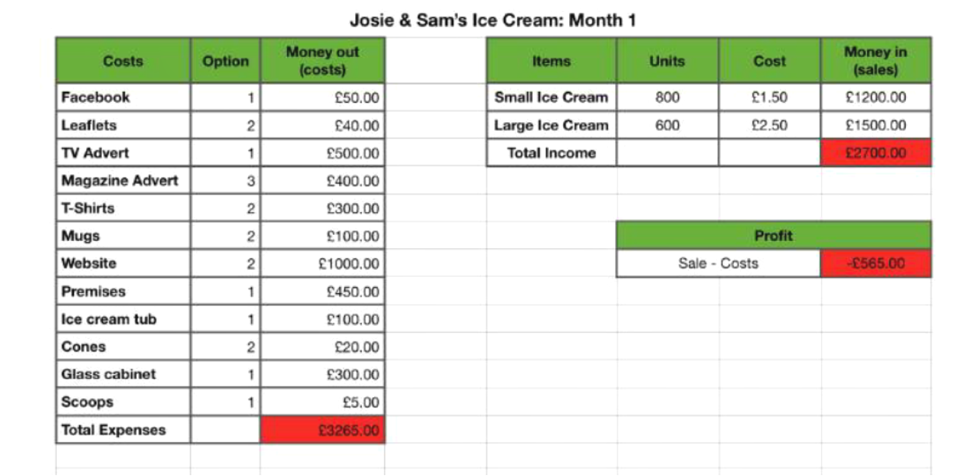 Josie & Sam's Ice Cream: Month 1
Costs Option Money out (costs) Items Units Cost Money in (sales)
Facebook 1 £50.00 Small Ice Cream 800 £1.50 £1200.00
Leaflets 2 £40.00 Large Ice Cream 600 £2.50 £1500.00
TV Advert 1 £500.00 Total Income £2700.00
Magazine Advert 3 £400.00
T-Shirts 2 £300.00
Mugs 2 £100.00 Profit
Website 2 £1000.00 Sale - Costs -£565.00
Premises 1 £450.00
Ice cream tub 1 £100.00
Cones 2 £20.00
Glass cabinet 1 £300.00
Scoops 1 £5.00
Total Expenses £3265.00